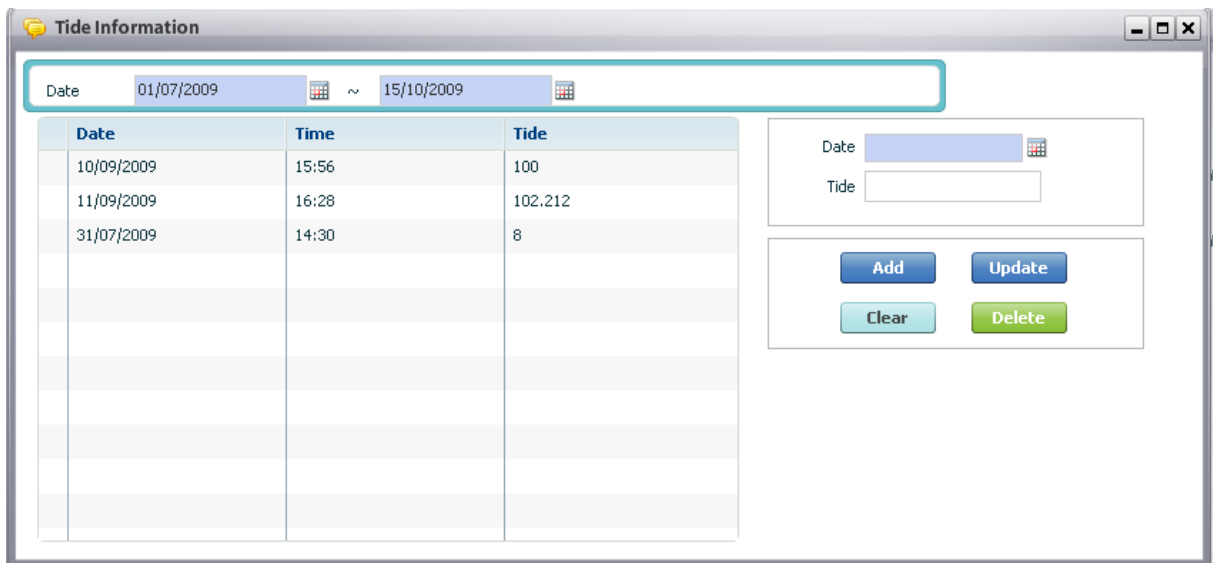 Tide Information
Date 01/07/2009 ~ 15/10/2009
Date Time Tide
10/09/2009 15:56 100
11/09/2009 16:28 102.212
31/07/2009 14:30 8
Date
Tide
Add Update
Clear Delete